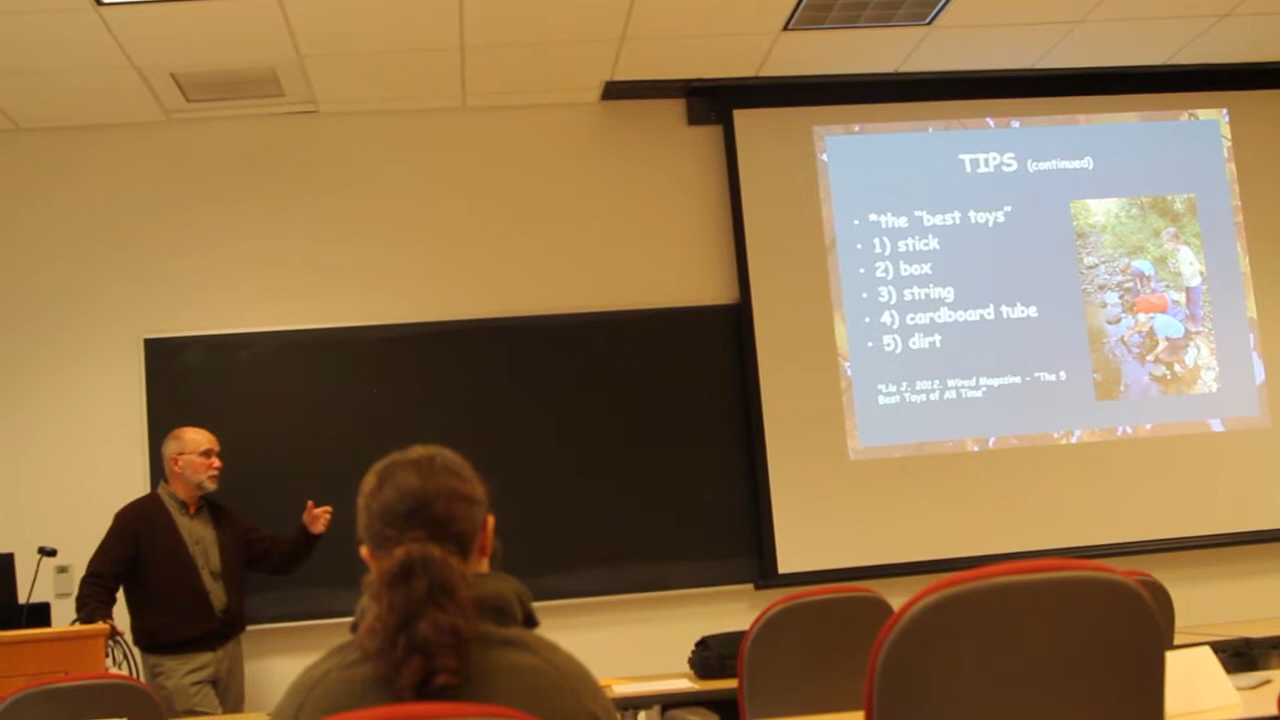 TIPS (continued)
• *the "best toys"
• 1) stick
• 2) box
• 3) string
• 4) cardboard tube
• 5) dirt
*Liu J. 2012. Wired Magazine - "The 5
Best Toys of All Time"